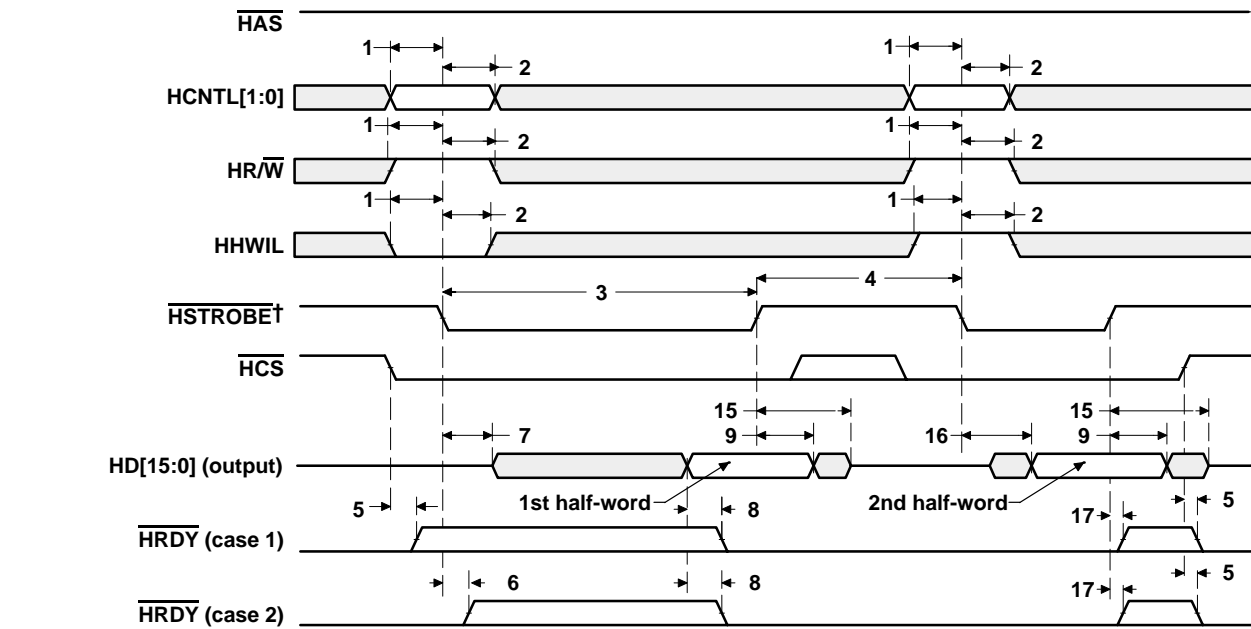 HAS
1 1
2 2
HCNTL[1:0]
1 1
2 2
HR/W
1 1
2 2
HHWIL
3 4
HSTROBE†
HCS
15 15
7 9 16 9
HD[15:0] (output)
1st half-word 2nd half-word
5 8 17 5
HRDY (case 1)
6 8 17 5
HRDY (case 2)